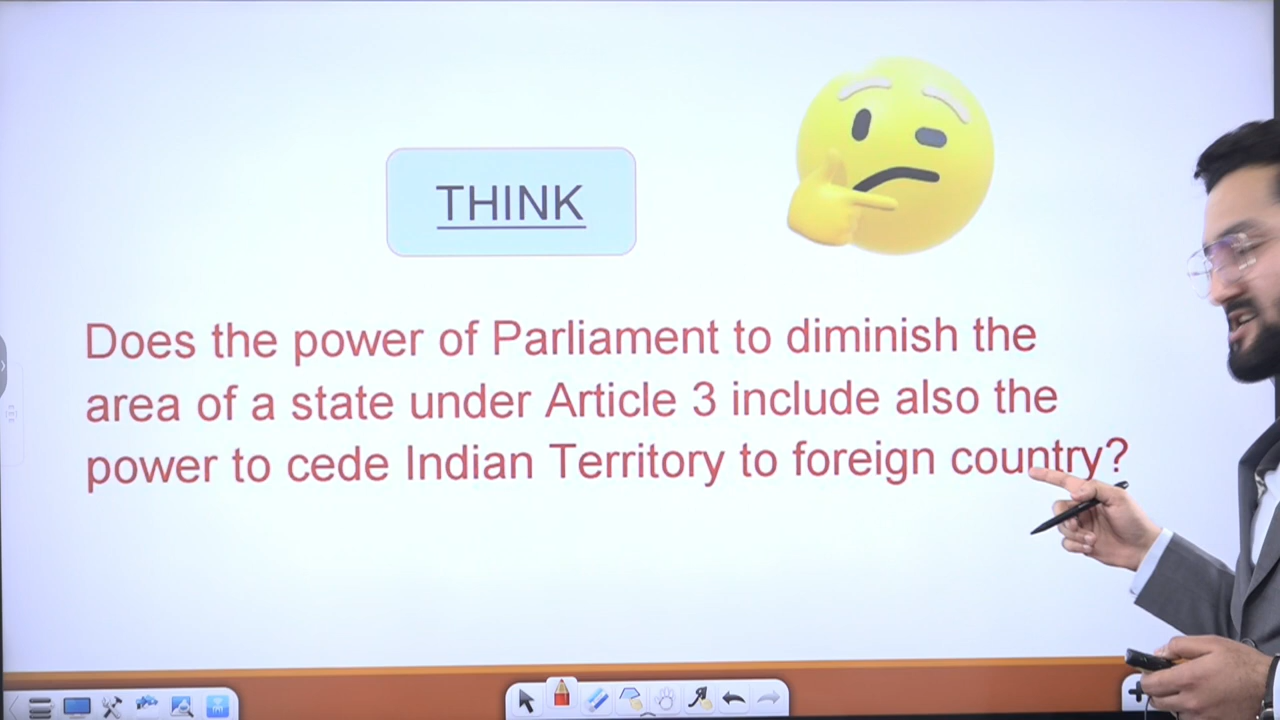 THINK
Does the power of Parliament to diminish the
area of a state under Article 3 include also the
power to cede Indian Territory to foreign country?